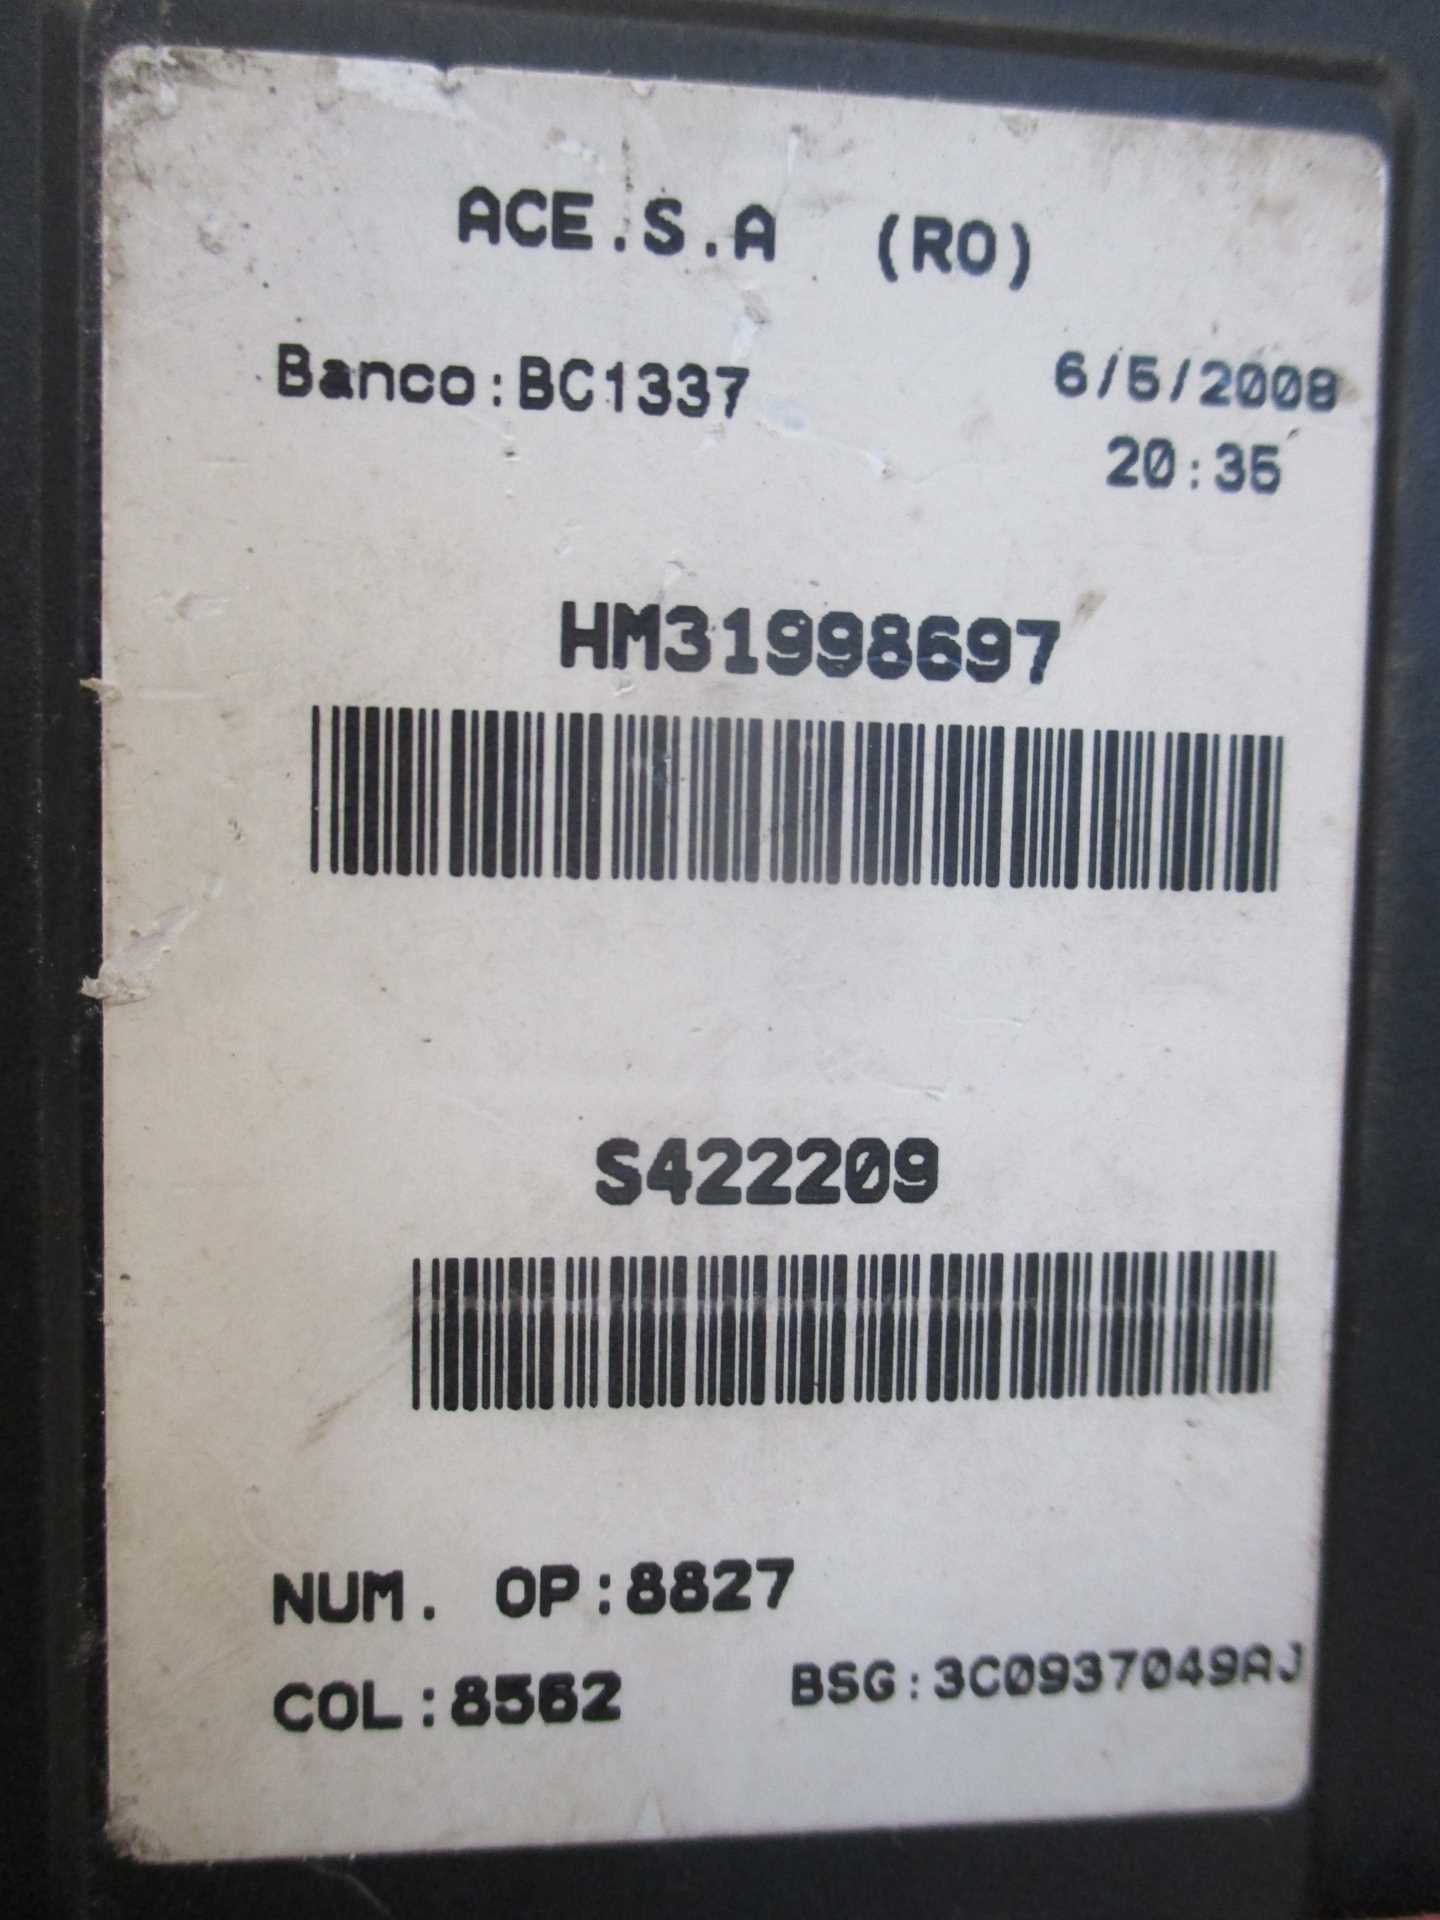 ACE.S.A (RO)
Banco:BC1337 6/5/2008
20:35
HM31998697
S422209
NUM. OP:8827
COL:8562 BSG:3C0937049AJ